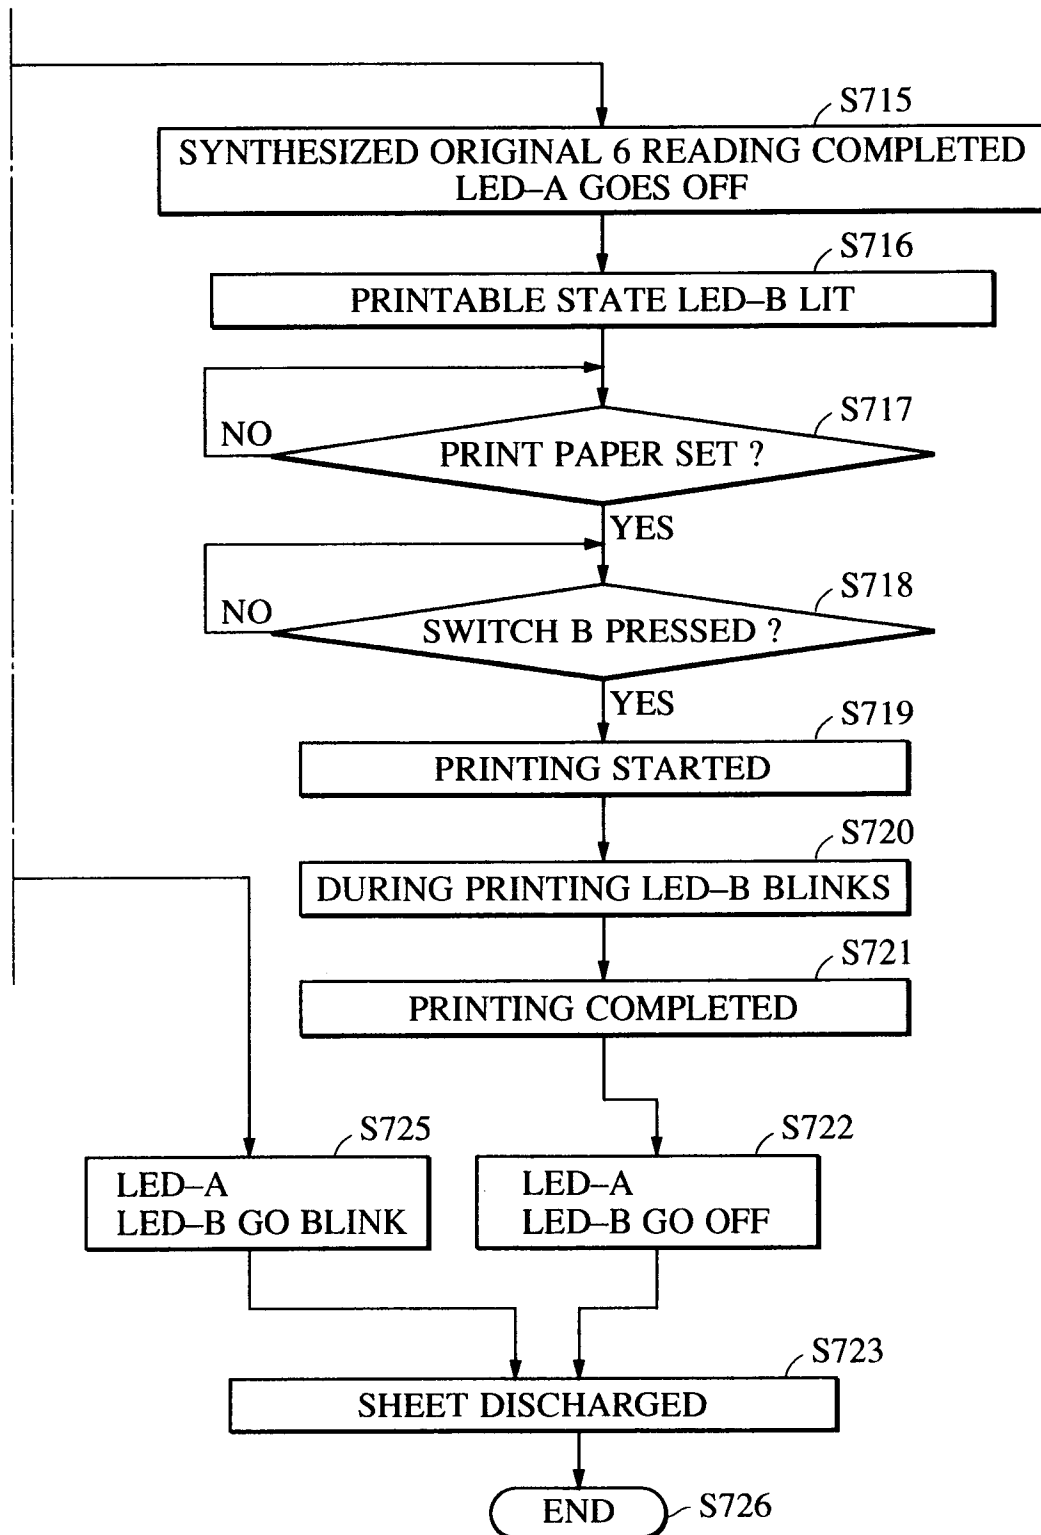 S715
SYNTHESIZED ORIGINAL 6 READING COMPLETED
LED–A GOES OFF
S716
PRINTABLE STATE LED–B LIT
S717
NO
PRINT PAPER SET ?
YES
S718
NO
SWITCH B PRESSED ?
YES
S719
PRINTING STARTED
S720
DURING PRINTING LED–B BLINKS
S721
PRINTING COMPLETED
S725
LED–A
LED–B GO BLINK
S722
LED–A
LED–B GO OFF
S723
SHEET DISCHARGED
END
S726